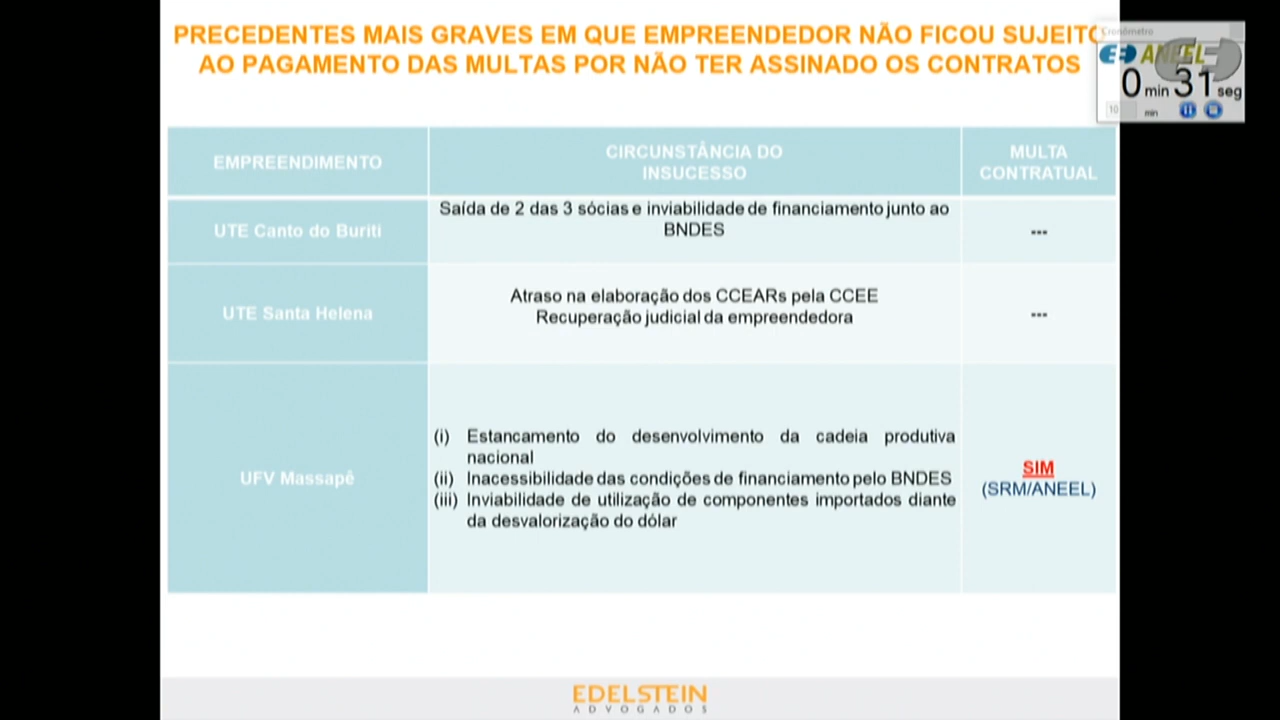 PRECEDENTES MAIS GRAVES EM QUE EMPREENDEDOR NÃO FICOU SUJEITO
AO PAGAMENTO DAS MULTAS POR NÃO TER ASSINADO OS CONTRATOS
Cronômetro
ANEEL
0 min 31 seg
10 min
EMPREENDIMENTO
CIRCUNSTÂNCIA DO
INSUCESSO
MULTA
CONTRATUAL
UTE Canto do Buriti
Saída de 2 das 3 sócias e inviabilidade de financiamento junto ao
BNDES
---
UTE Santa Helena
Atraso na elaboração dos CCEARs pela CCEE
Recuperação judicial da empreendedora
---
UFV Massapê
(i) Estancamento do desenvolvimento da cadeia produtiva
nacional
(ii) Inacessibilidade das condições de financiamento pelo BNDES
(iii) Inviabilidade de utilização de componentes importados diante
da desvalorização do dólar
SIM
(SRM/ANEEL)
EDELSTEIN
ADVOGADOS